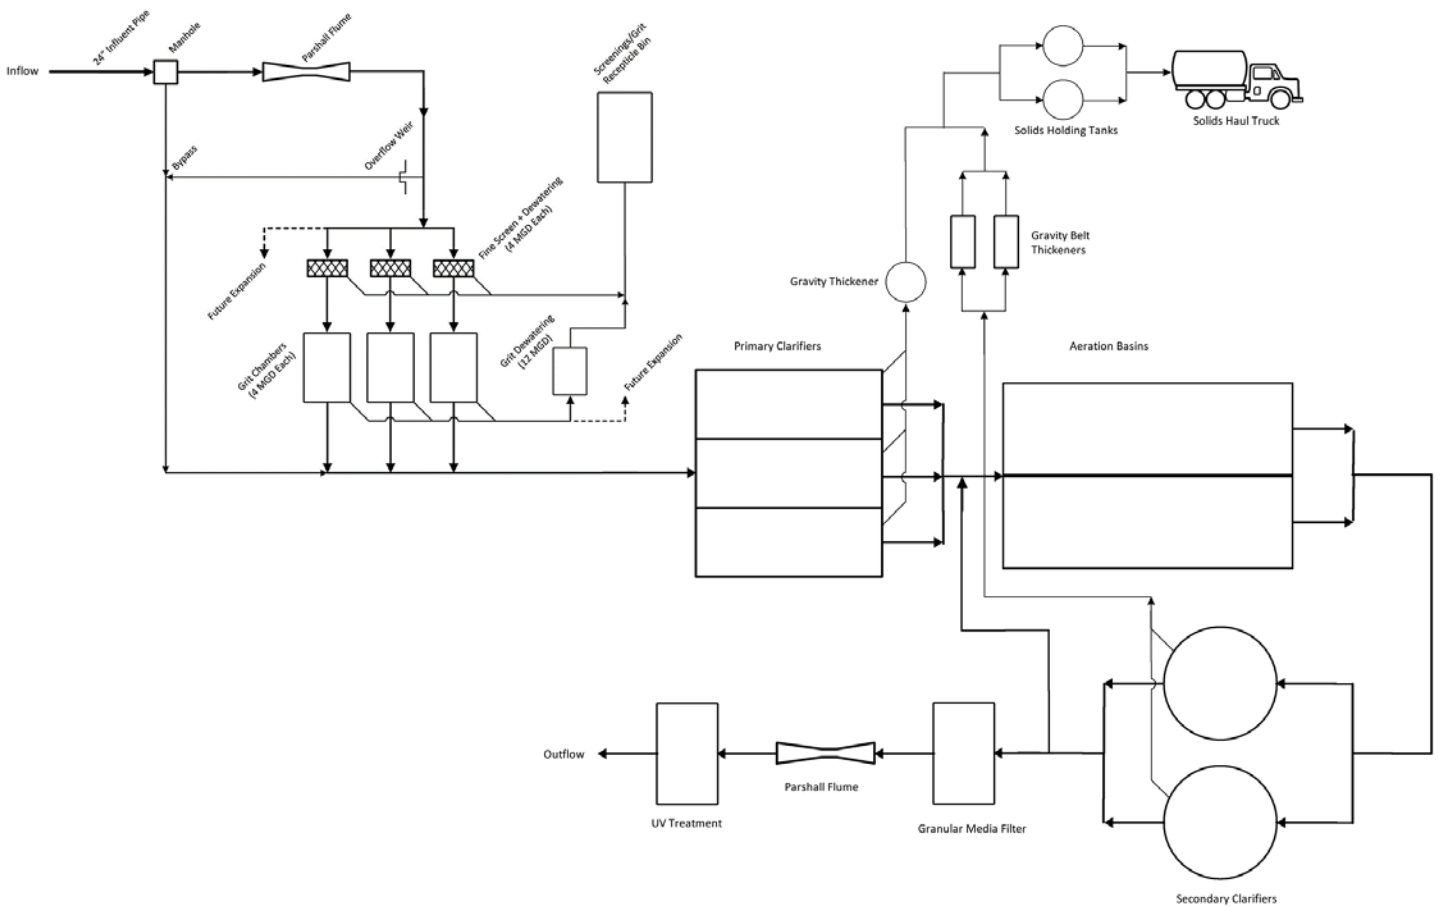 24" Influent Pipe
Manhole
Parshall Flume
Inflow
Screenings/Grit
Recepticle Bin
Solids Holding Tanks
Solids Haul Truck
Bypass
Overflow Weir
Fine Screen + Dewatering
(4 MGD Each)
Future Expansion
Gravity Belt
Thickeners
Gravity Thickener
Grit Chambers
(4 MGD Each)
Grit Dewatering
(12 MGD)
Future Expansion
Primary Clarifiers
Aeration Basins
Outflow
Parshall Flume
UV Treatment
Granular Media Filter
Secondary Clarifiers